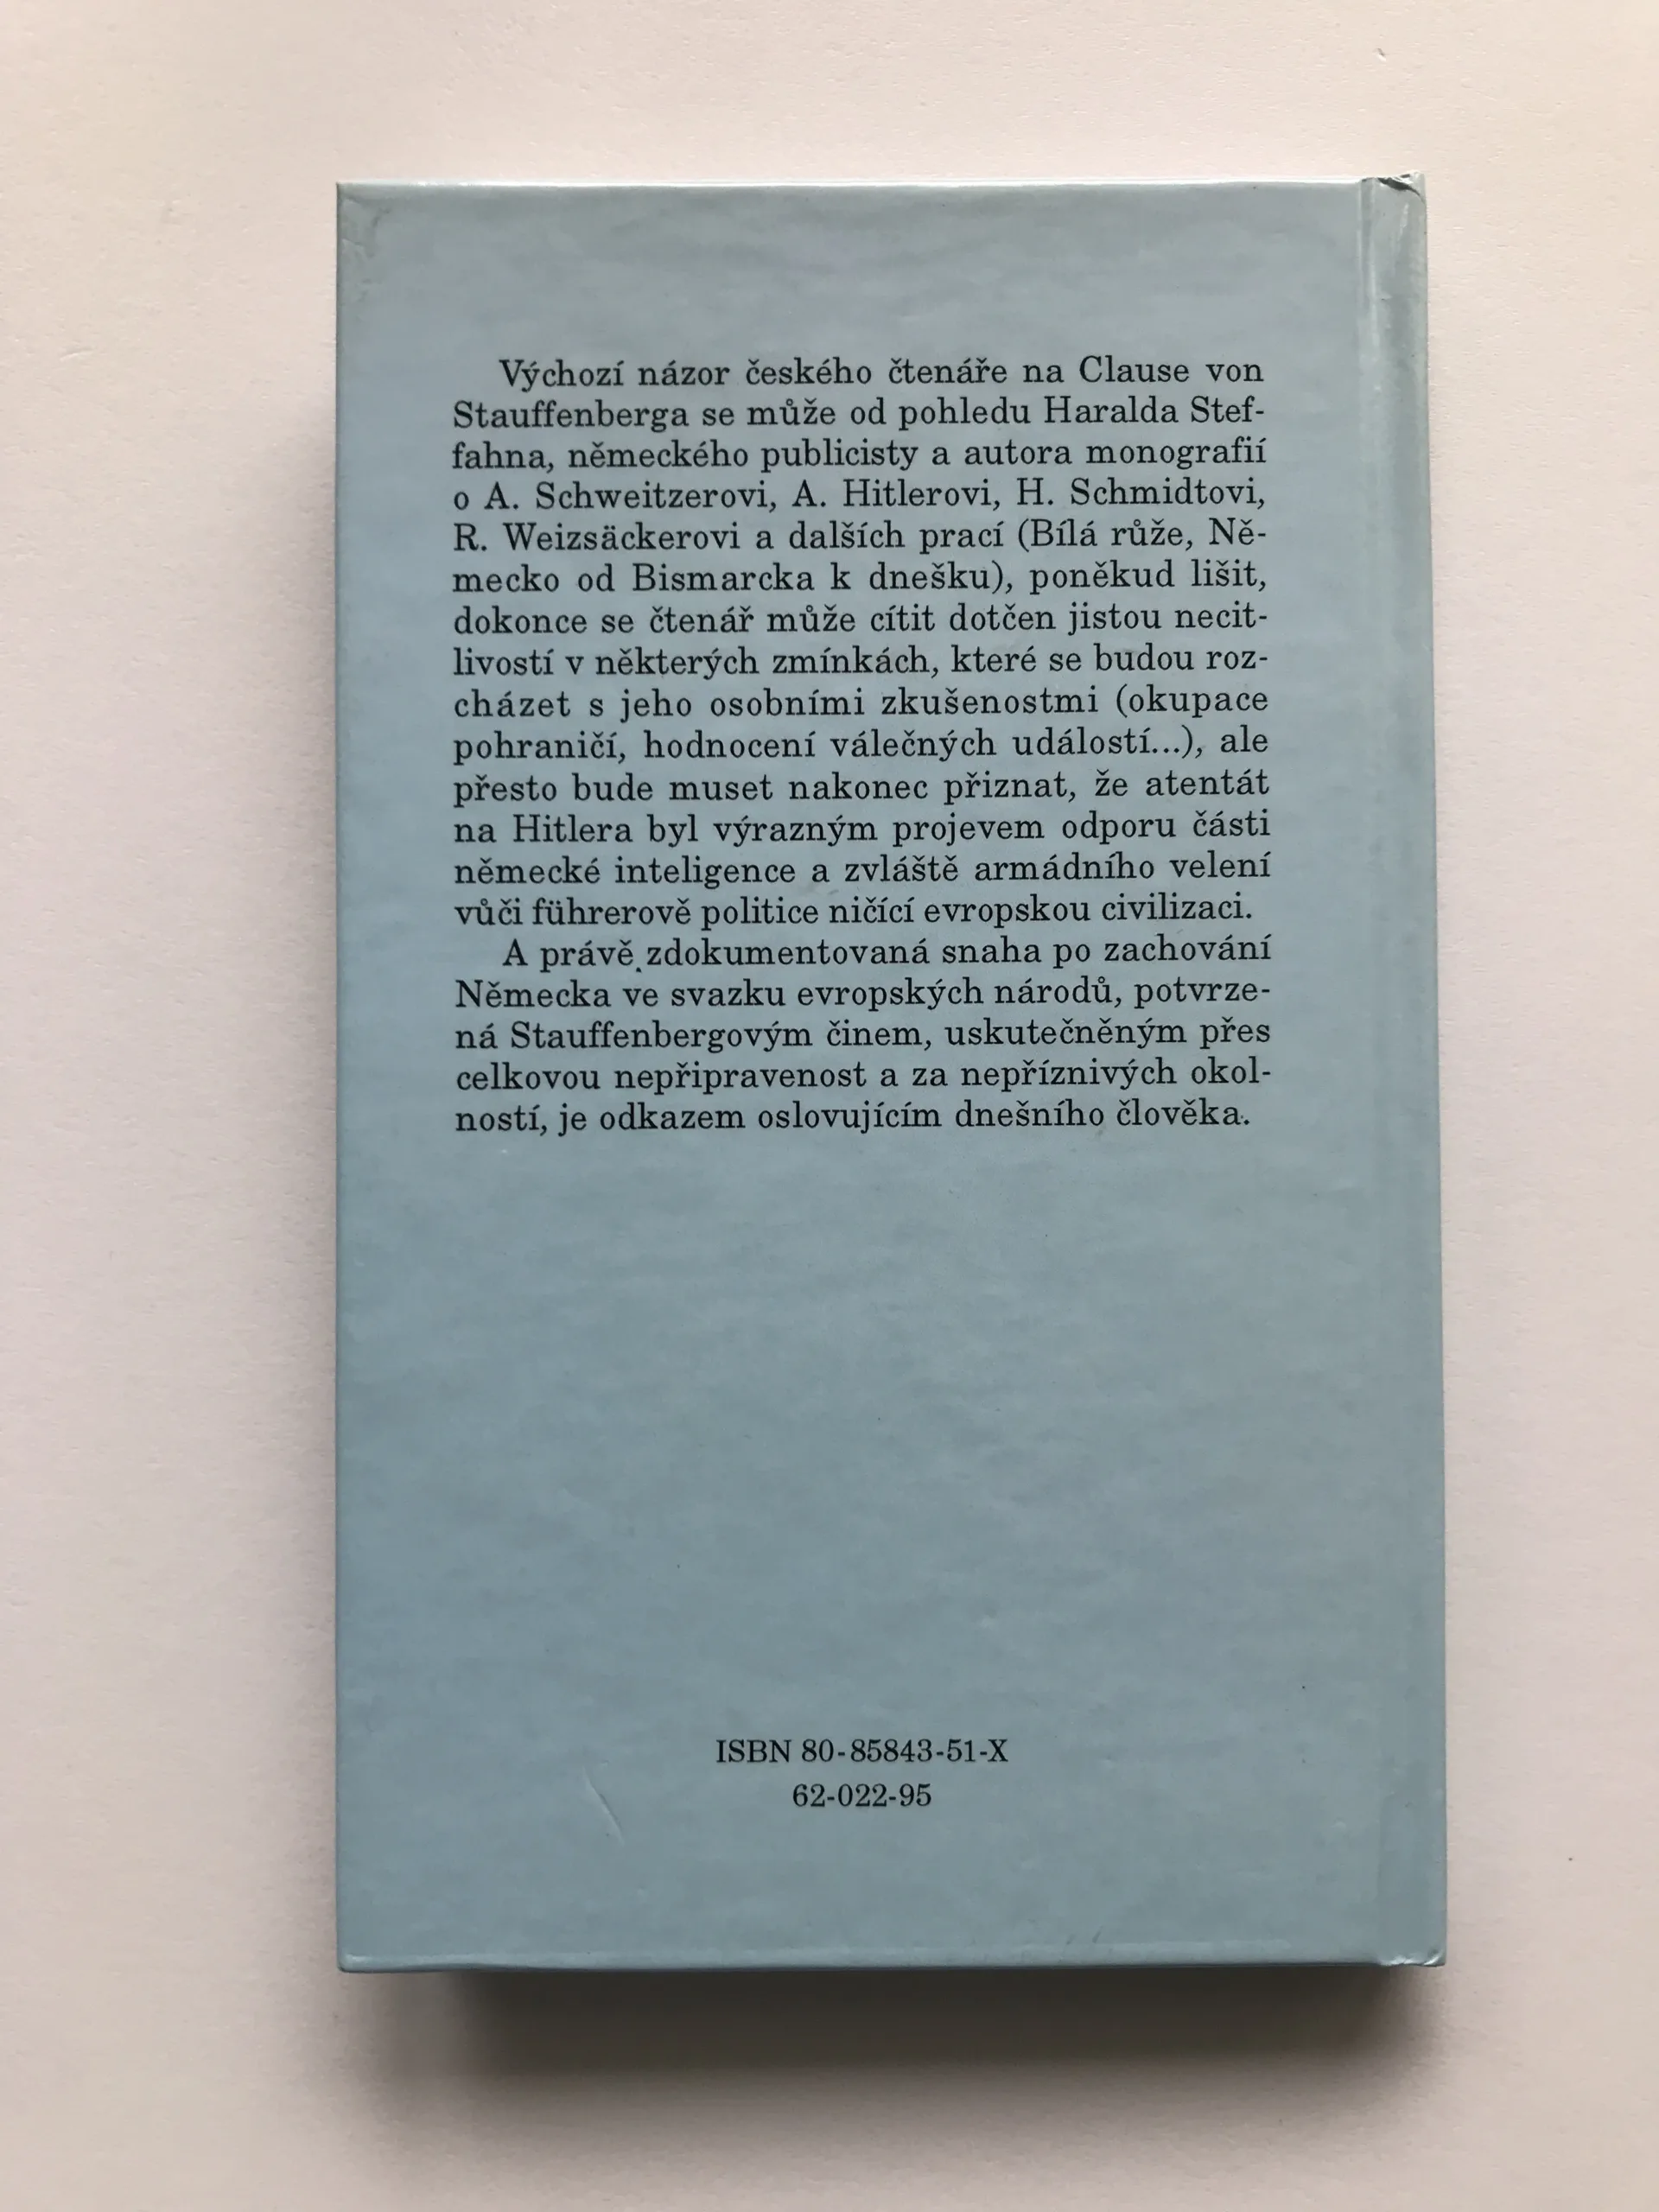 Výchozí názor českého čtenáře na Clause von
Stauffenberga se může od pohledu Haralda Stef-
fahna, německého publicisty a autora monografií
o A. Schweitzerovi, A. Hitlerovi, H. Schmidtovi,
R. Weizsäckerovi a dalších prací (Bílá růže, Ně-
mecko od Bismarcka k dnešku), poněkud lišit,
dokonce se čtenář může cítit dotčen jistou necit-
livostí v některých zmínkách, které se budou roz-
cházet s jeho osobními zkušenostmi (okupace
pohraničí, hodnocení válečných událostí...), ale
přesto bude muset nakonec přiznat, že atentát
na Hitlera byl výrazným projevem odporu části
německé inteligence a zvláště armádního velení
vůči führerově politice ničící evropskou civilizaci.
A právě zdokumentovaná snaha po zachování
Německa ve svazku evropských národů, potvrze-
ná Stauffenbergovým činem, uskutečněným přes
celkovou nepřipravenost a za nepříznivých okol-
ností, je odkazem oslovujícím dnešního člověka.
ISBN 80-85843-51-X
62-022-95